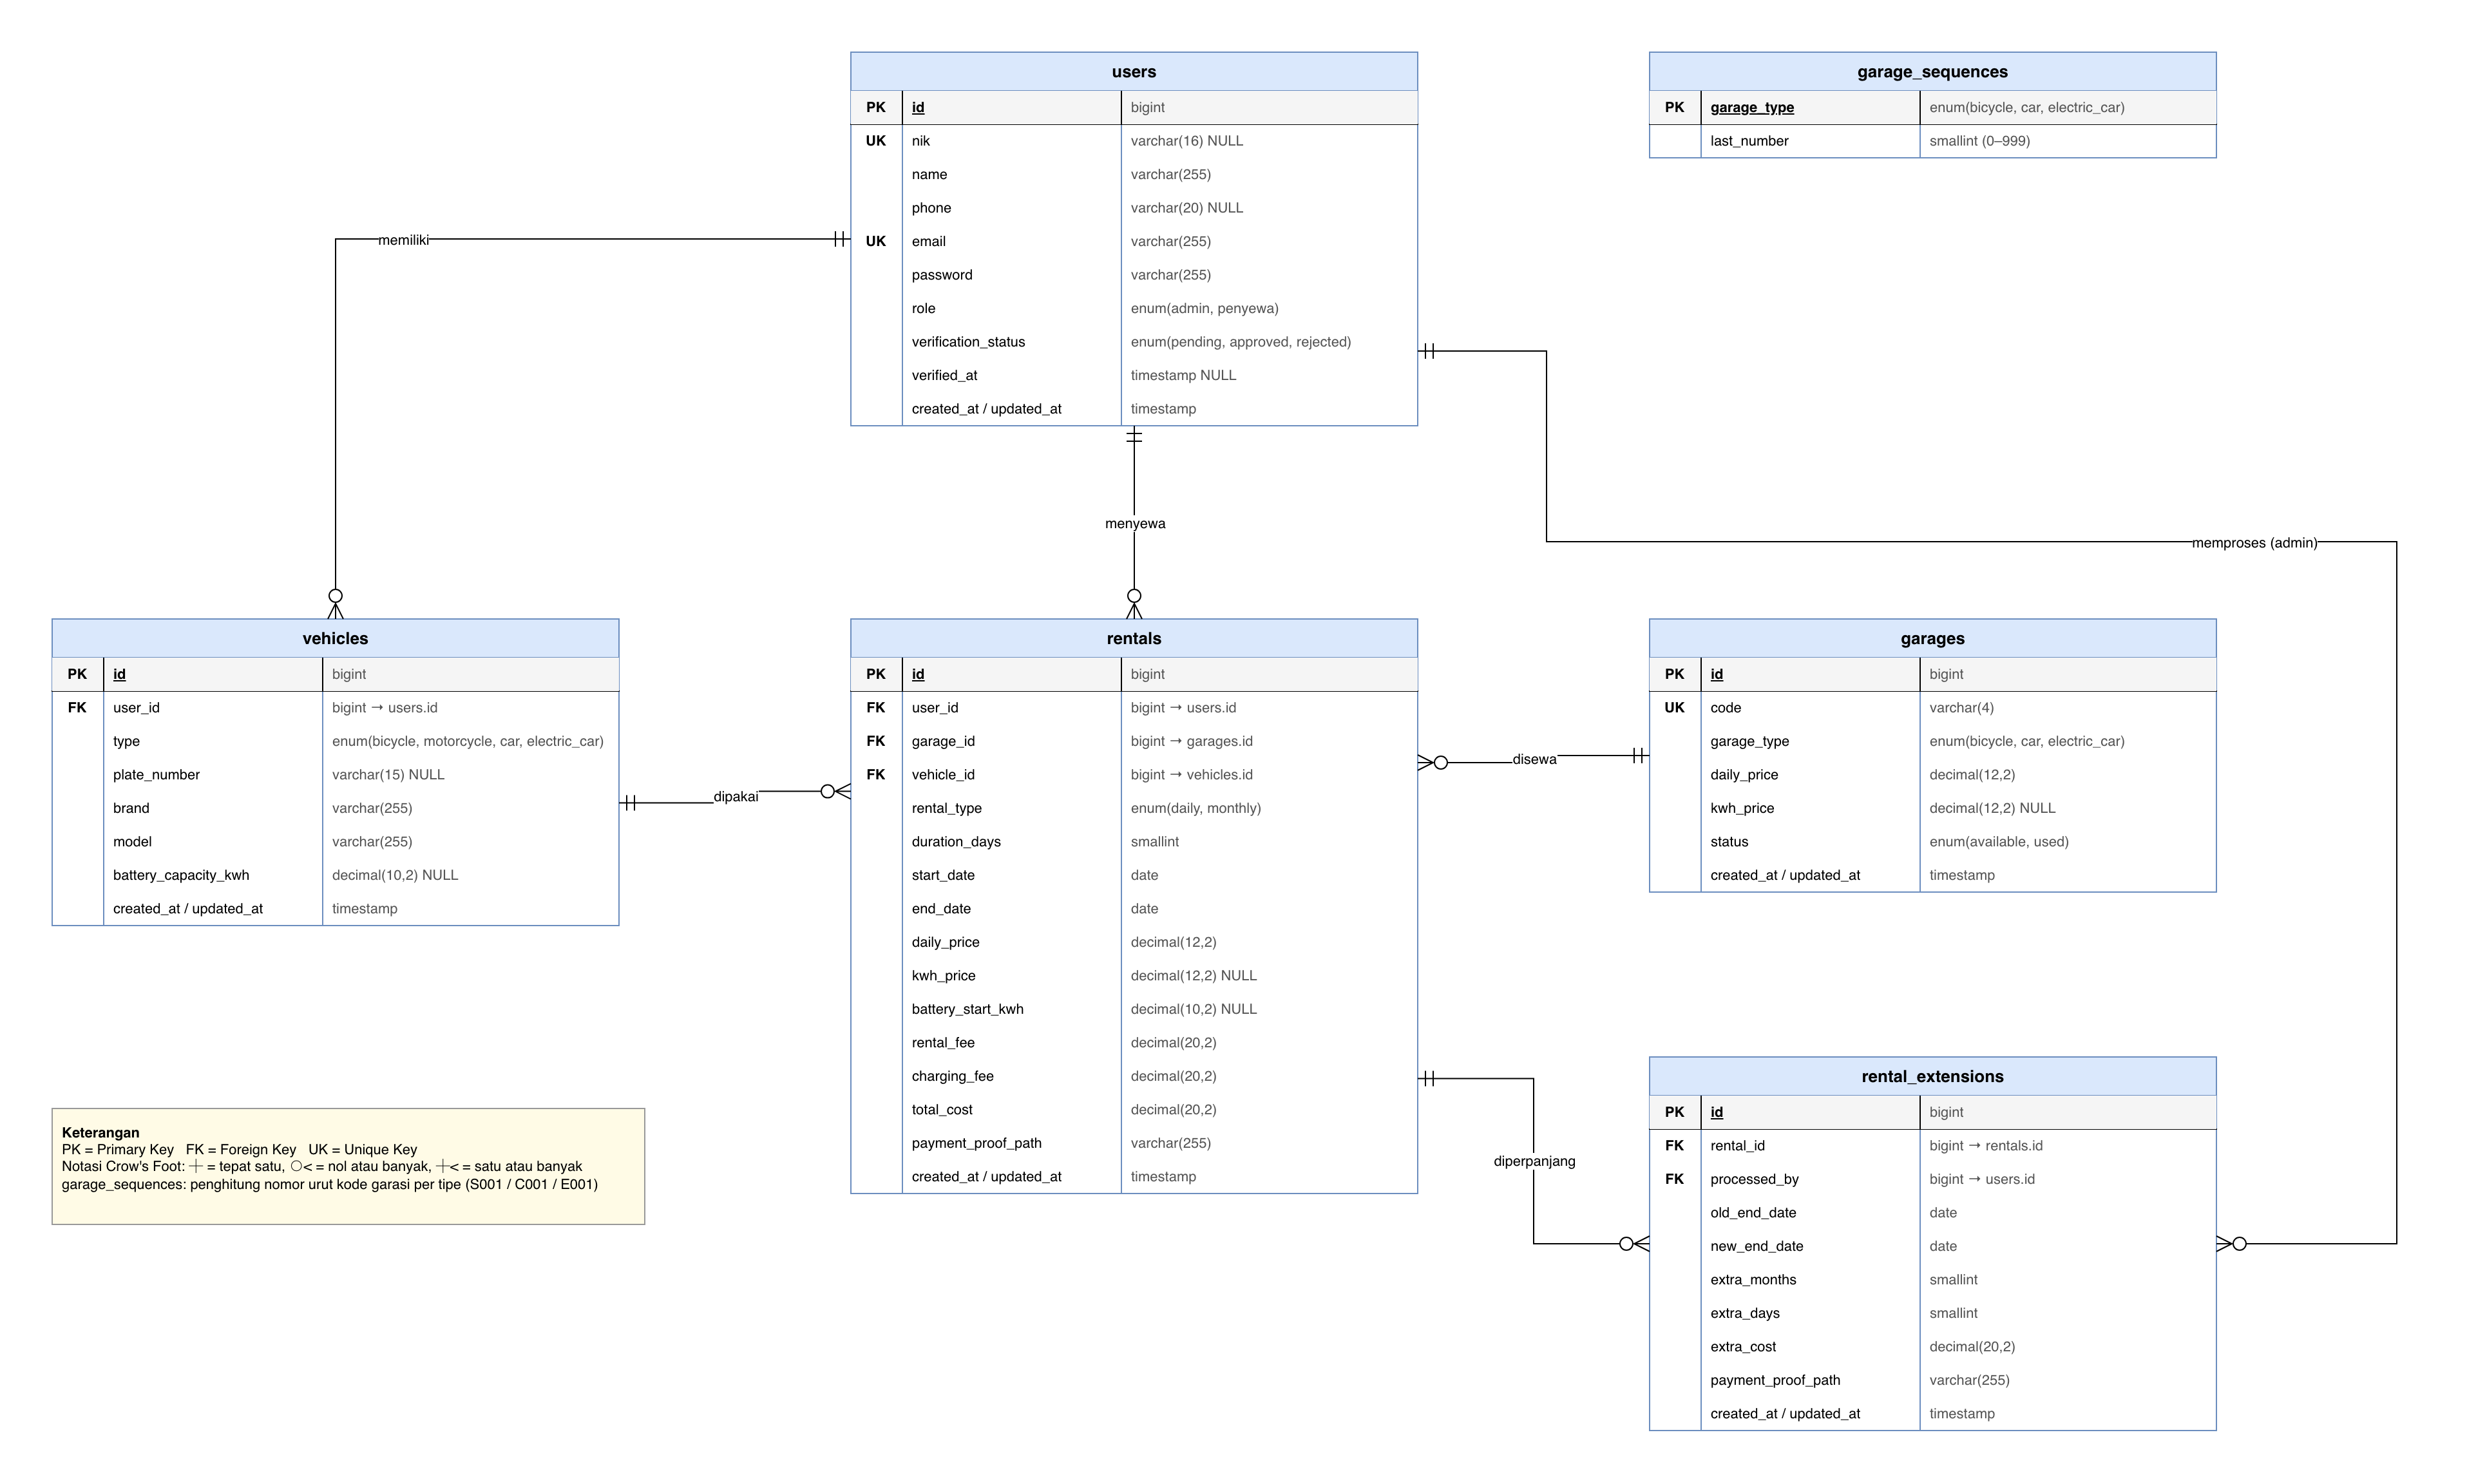 users
PK id bigint
UK nik varchar(16) NULL
name varchar(255)
phone varchar(20) NULL
UK email varchar(255)
password varchar(255)
role enum(admin, penyewa)
verification_status enum(pending, approved, rejected)
verified_at timestamp NULL
created_at / updated_at timestamp
garage_sequences
PK garage_type enum(bicycle, car, electric_car)
last_number smallint (0–999)
memiliki
menyewa
memproses (admin)
vehicles
PK id bigint
FK user_id bigint → users.id
type enum(bicycle, motorcycle, car, electric_car)
plate_number varchar(15) NULL
brand varchar(255)
model varchar(255)
battery_capacity_kwh decimal(10,2) NULL
created_at / updated_at timestamp
dipakai
rentals
PK id bigint
FK user_id bigint → users.id
FK garage_id bigint → garages.id
FK vehicle_id bigint → vehicles.id
rental_type enum(daily, monthly)
duration_days smallint
start_date date
end_date date
daily_price decimal(12,2)
kwh_price decimal(12,2) NULL
battery_start_kwh decimal(10,2) NULL
rental_fee decimal(20,2)
charging_fee decimal(20,2)
total_cost decimal(20,2)
payment_proof_path varchar(255)
created_at / updated_at timestamp
disewa
garages
PK id bigint
UK code varchar(4)
garage_type enum(bicycle, car, electric_car)
daily_price decimal(12,2)
kwh_price decimal(12,2) NULL
status enum(available, used)
created_at / updated_at timestamp
diperpanjang
rental_extensions
PK id bigint
FK rental_id bigint → rentals.id
FK processed_by bigint → users.id
old_end_date date
new_end_date date
extra_months smallint
extra_days smallint
extra_cost decimal(20,2)
payment_proof_path varchar(255)
created_at / updated_at timestamp
Keterangan
PK = Primary Key FK = Foreign Key UK = Unique Key
Notasi Crow's Foot: ┼ = tepat satu, ○< = nol atau banyak, ┼< = satu atau banyak
garage_sequences: penghitung nomor urut kode garasi per tipe (S001 / C001 / E001)